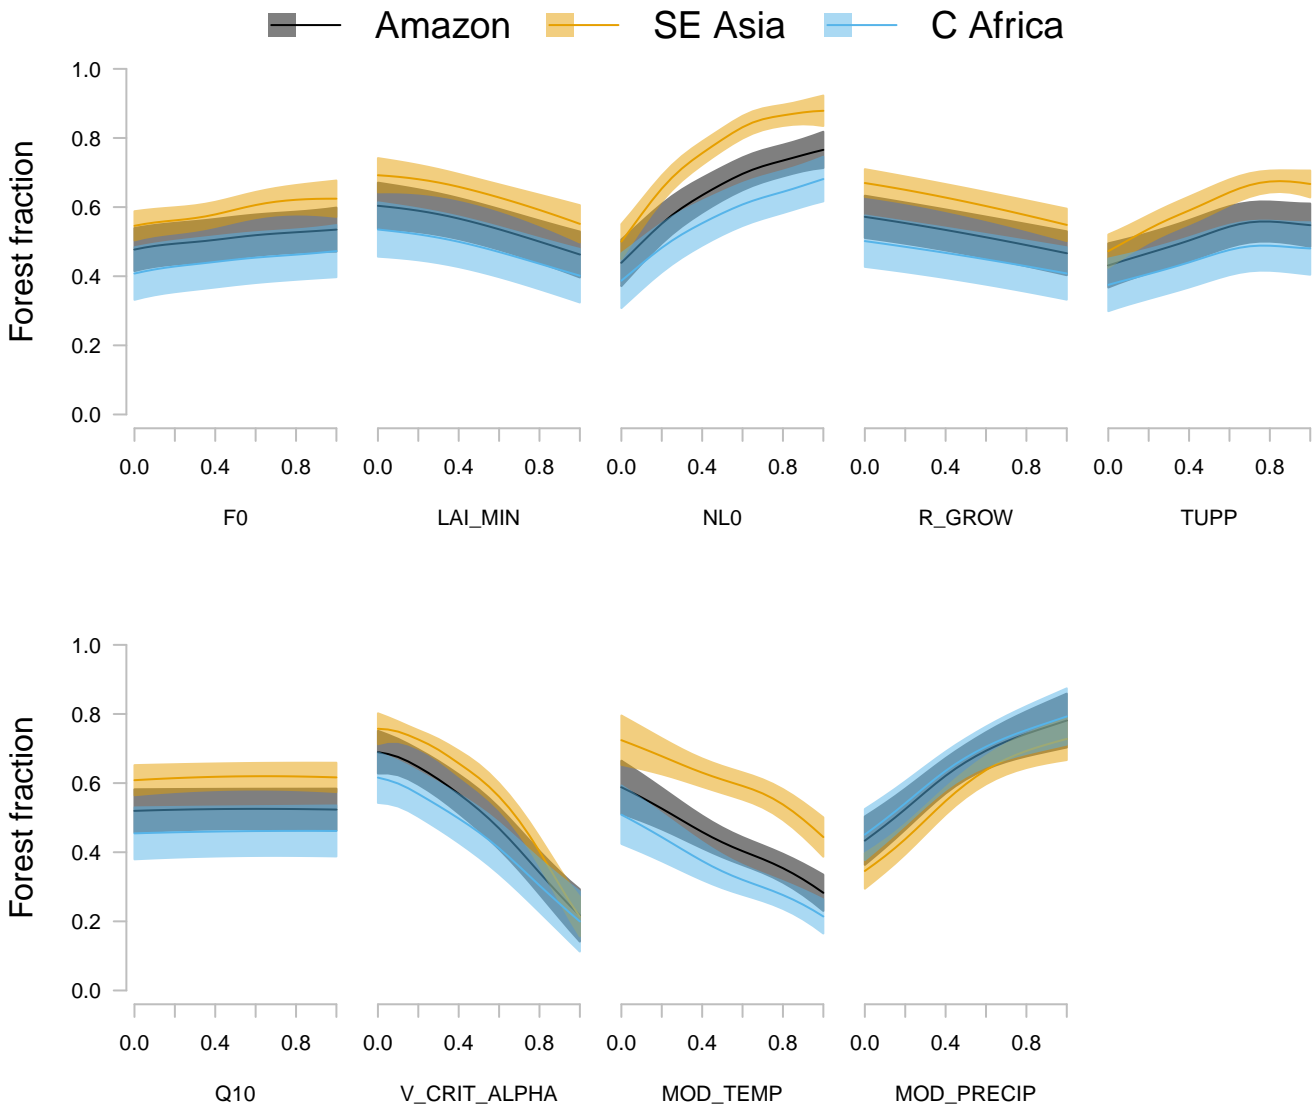 Amazon SE Asia C Africa
1.0
0.8
0.6
0.4
0.2
0.0
Forest fraction
0.0 0.4 0.8 0.0 0.4 0.8 0.0 0.4 0.8 0.0 0.4 0.8 0.0 0.4 0.8
F0 LAI_MIN NL0 R_GROW TUPP
1.0
0.8
0.6
0.4
0.2
0.0
Forest fraction
0.0 0.4 0.8 0.0 0.4 0.8 0.0 0.4 0.8 0.0 0.4 0.8
Q10 V_CRIT_ALPHA MOD_TEMP MOD_PRECIP